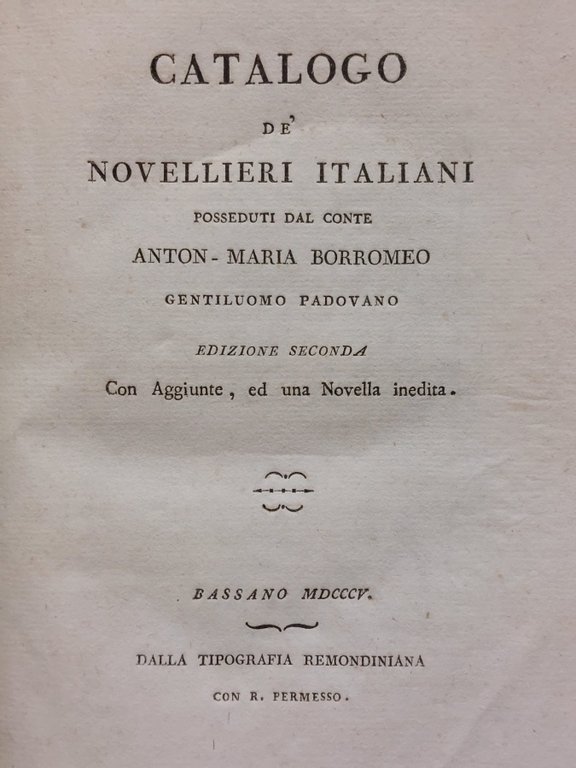 CATALOGO
DE'
NOVELLIERI ITALIANI
POSSEDUTI DAL CONTE
ANTON-MARIA BORROMEO
GENTILUOMO PADOVANO
EDIZIONE SECONDA
Con Aggiunte, ed una Novella inedita.
BASSANO MDCCCV.
DALLA TIPOGRAFIA REMONDINIANA
CON R. PERMESSO.